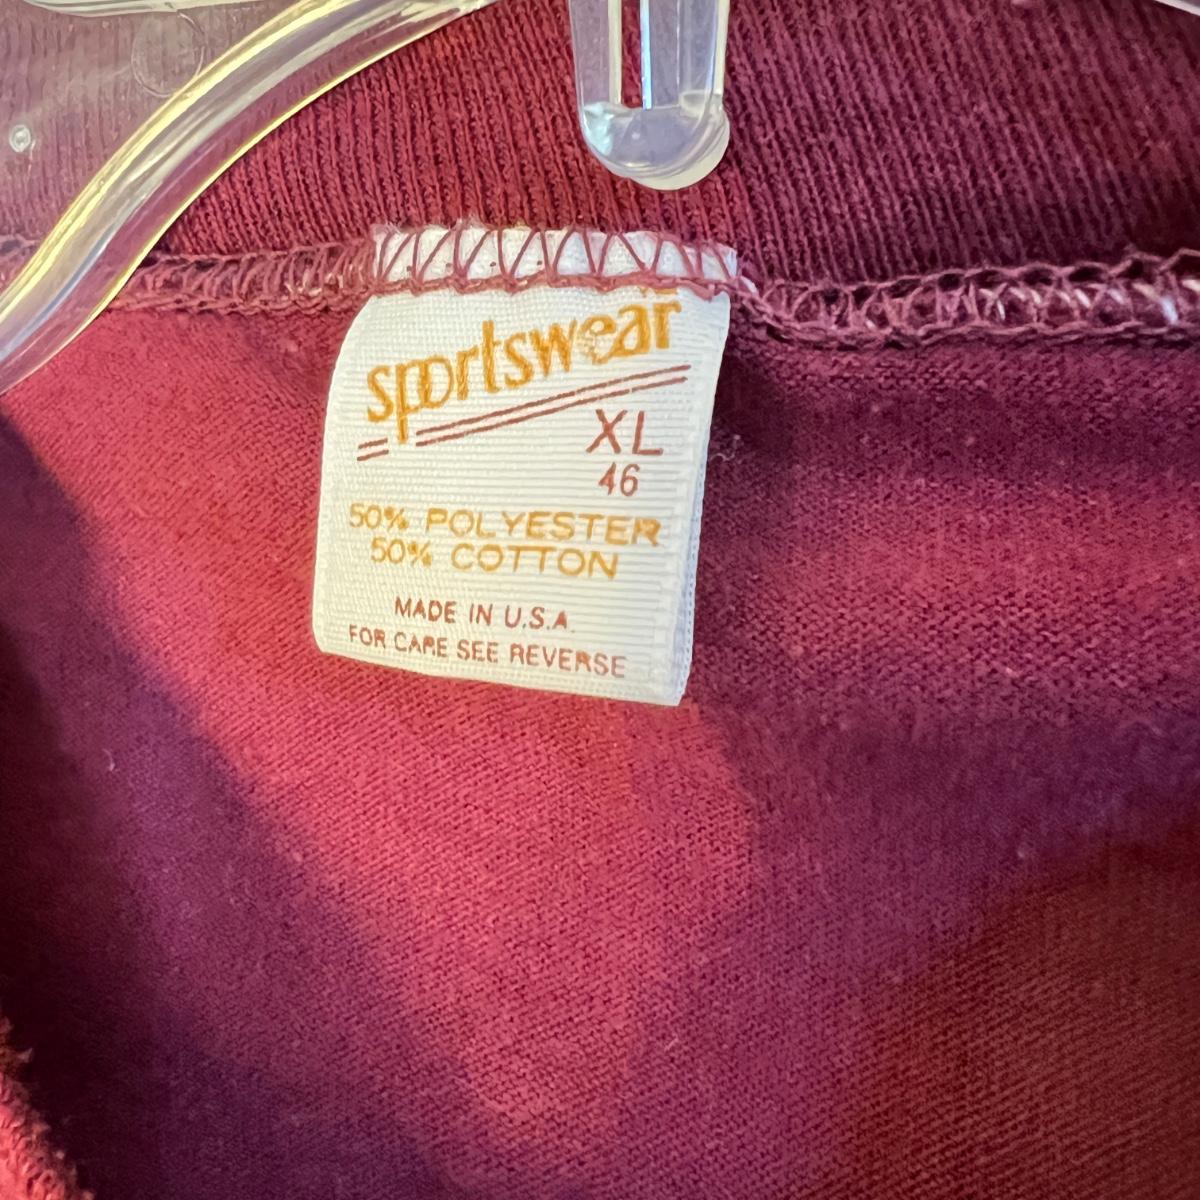 sportswear
XL
46
50% POLYESTER
50% COTTON
MADE IN U.S.A.
FOR CARE SEE REVERSE